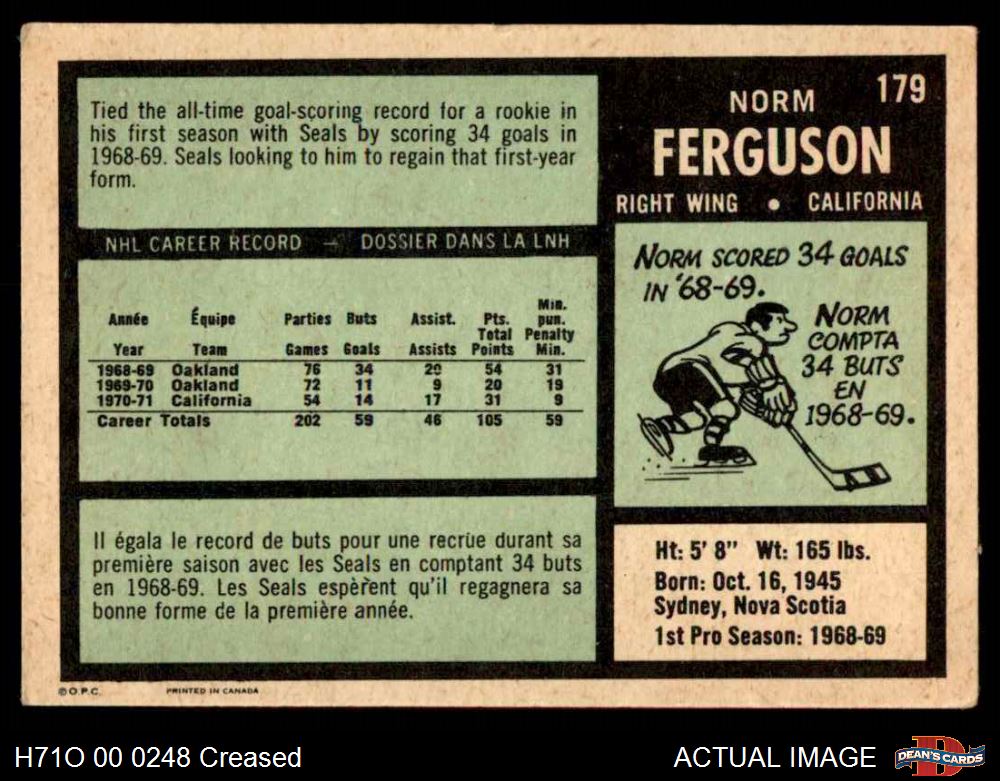 Tied the all-time goal-scoring record for a rookie in
his first season with Seals by scoring 34 goals in
1968-69. Seals looking to him to regain that first-year
form.
179
NORM
FERGUSON
RIGHT WING • CALIFORNIA
NHL CAREER RECORD — DOSSIER DANS LA LNH
Année Équipe Parties Buts Assist. Pts. Total Min. pun.
Year Team Games Goals Assists Points Penalty Min.
1968-69 Oakland 76 34 20 54 31
1969-70 Oakland 72 11 9 20 19
1970-71 California 54 14 17 31 9
Career Totals 202 59 46 105 59
NORM SCORED 34 GOALS
IN '68-69.
NORM
COMPTA
34 BUTS
EN
1968-69.
Il égala le record de buts pour une recrüe durant sa
première saison avec les Seals en comptant 34 buts
en 1968-69. Les Seals espèrent qu'il regagnera sa
bonne forme de la première année.
Ht: 5' 8" Wt: 165 lbs.
Born: Oct. 16, 1945
Sydney, Nova Scotia
1st Pro Season: 1968-69
© O.P.C. PRINTED IN CANADA
H71O 00 0248 Creased
ACTUAL IMAGE
DEAN'S CARDS